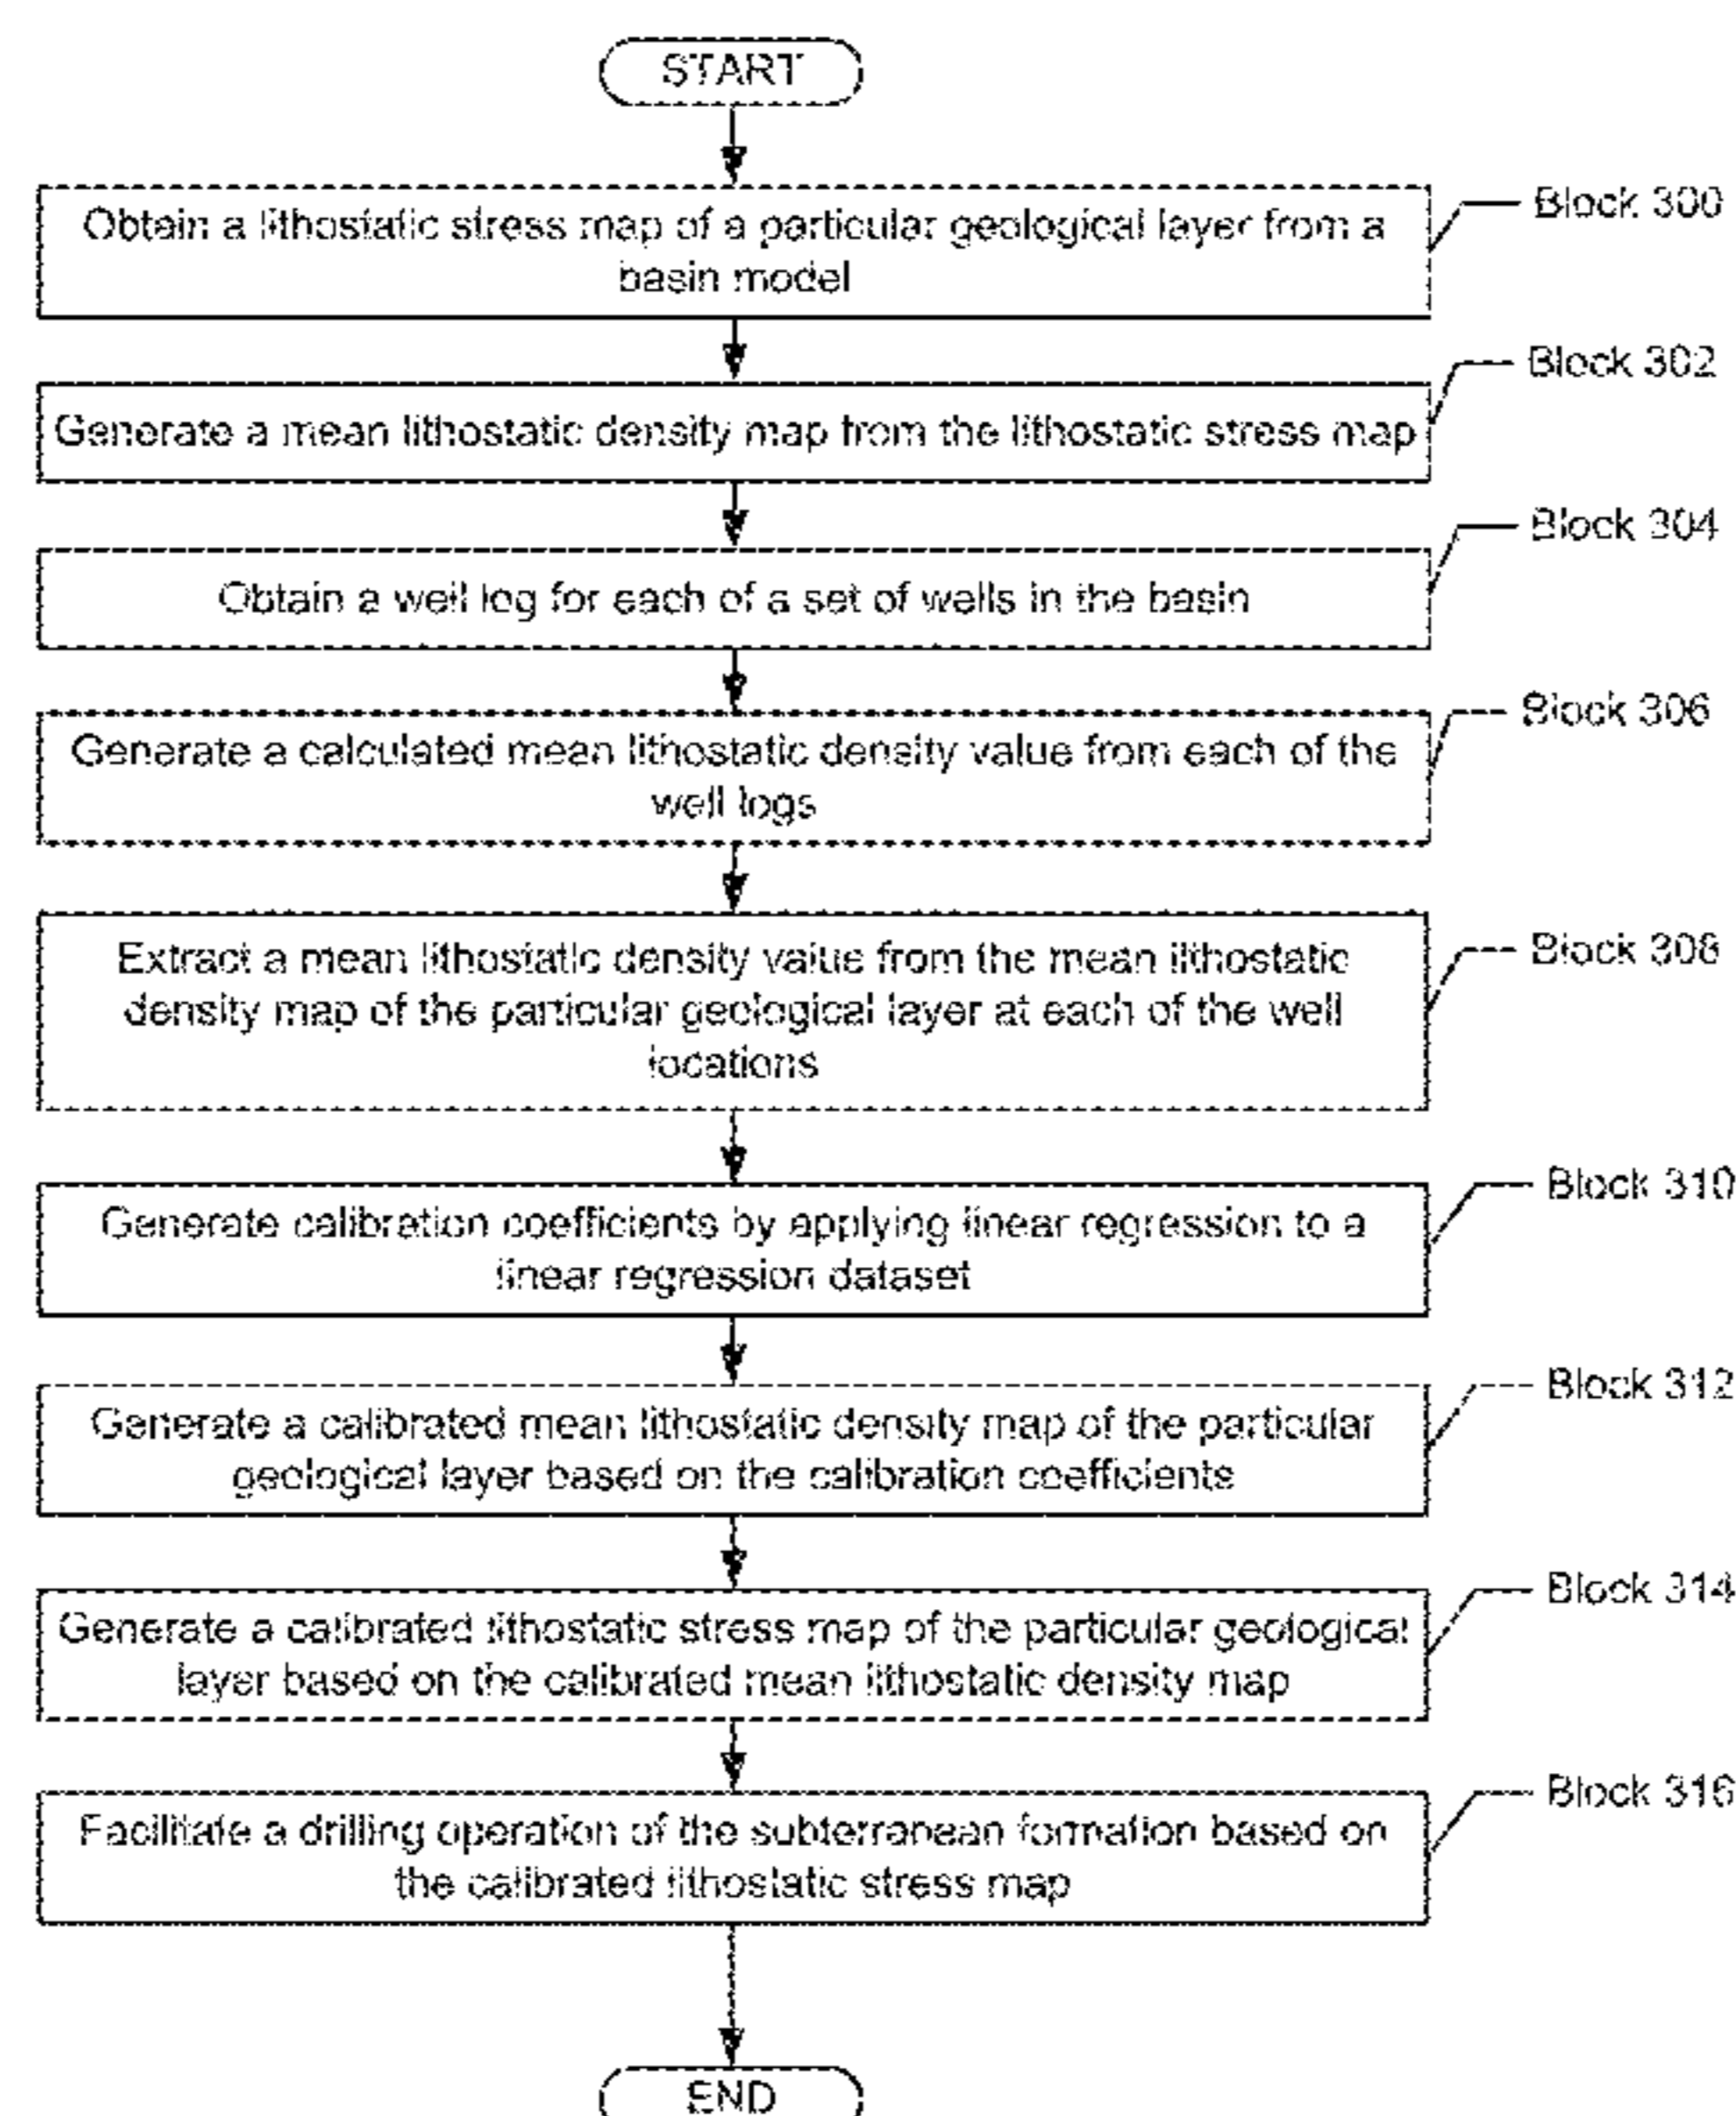 START
Obtain a lithostatic stress map of a particular geological layer from a
basin model
Block 300
Generate a mean lithostatic density map from the lithostatic stress map
Block 302
Obtain a well log for each of a set of wells in the basin
Block 304
Generate a calculated mean lithostatic density value from each of the
well logs
Block 306
Extract a mean lithostatic density value from the mean lithostatic
density map of the particular geological layer at each of the well
locations
Block 308
Generate calibration coefficients by applying linear regression to a
linear regression dataset
Block 310
Generate a calibrated mean lithostatic density map of the particular
geological layer based on the calibration coefficients
Block 312
Generate a calibrated lithostatic stress map of the particular geological
layer based on the calibrated mean lithostatic density map
Block 314
Facilitate a drilling operation of the subterranean formation based on
the calibrated lithostatic stress map
Block 316
END